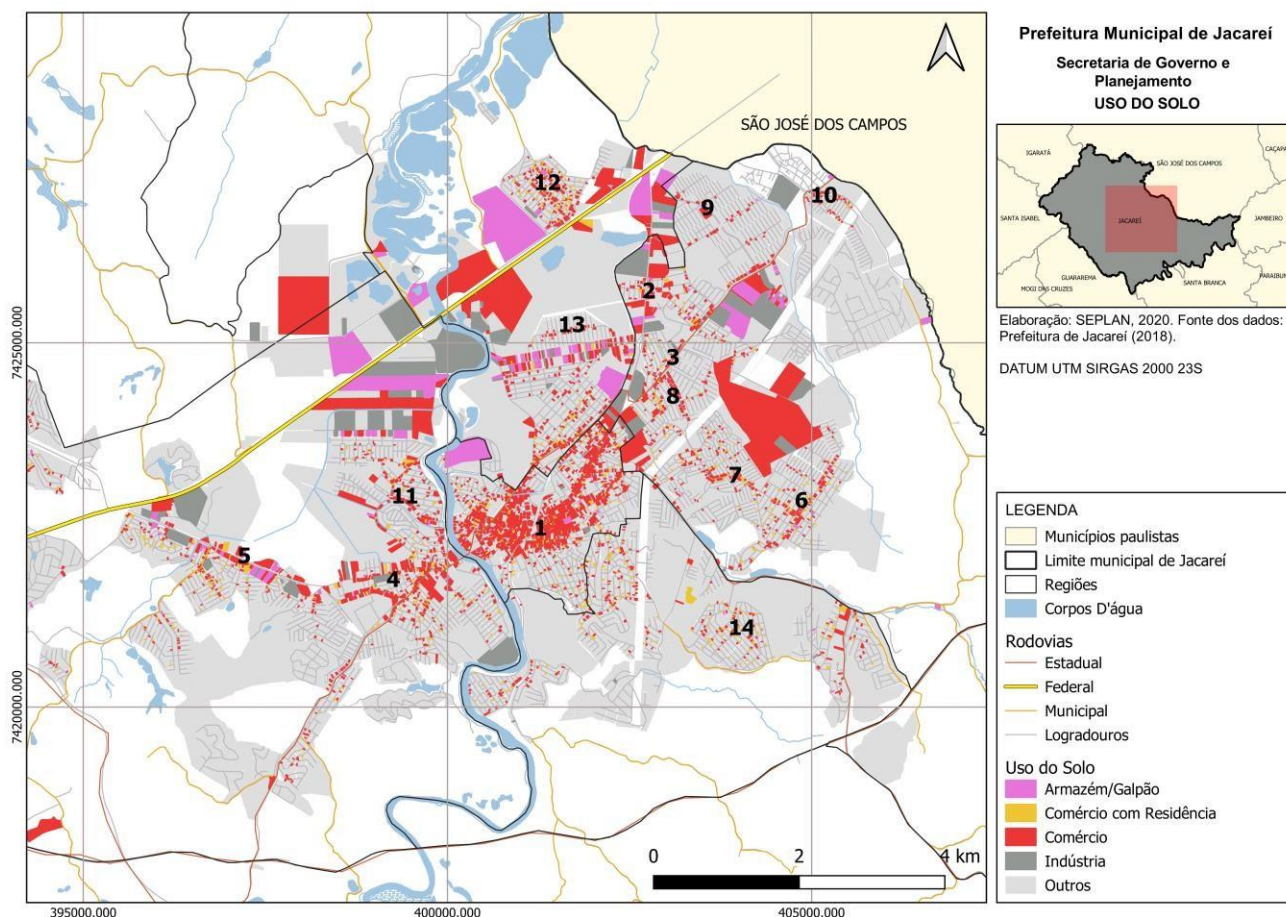 SÃO JOSÉ DOS CAMPOS
12
9
10
2
13
3
8
7
6
11
1
5
4
14
7425000.000
7420000.000
395000.000
400000.000
405000.000
0
2
4 km
Prefeitura Municipal de Jacareí
Secretaria de Governo e
Planejamento
USO DO SOLO
IGARATÁ
CAÇAPA
SÃO JOSÉ DOS CAMPOS
SANTA ISABEL
JACAREÍ
JAMBEIRO
GUARAREMA
MOGI DAS CRUZES
SANTA BRANCA
PARAIBUN
Elaboração: SEPLAN, 2020. Fonte dos dados:
Prefeitura de Jacareí (2018).
DATUM UTM SIRGAS 2000 23S
LEGENDA
Municípios paulistas
Limite municipal de Jacareí
Regiões
Corpos D'água
Rodovias
Estadual
Federal
Municipal
Logradouros
Uso do Solo
Armazém/Galpão
Comércio com Residência
Comércio
Indústria
Outros